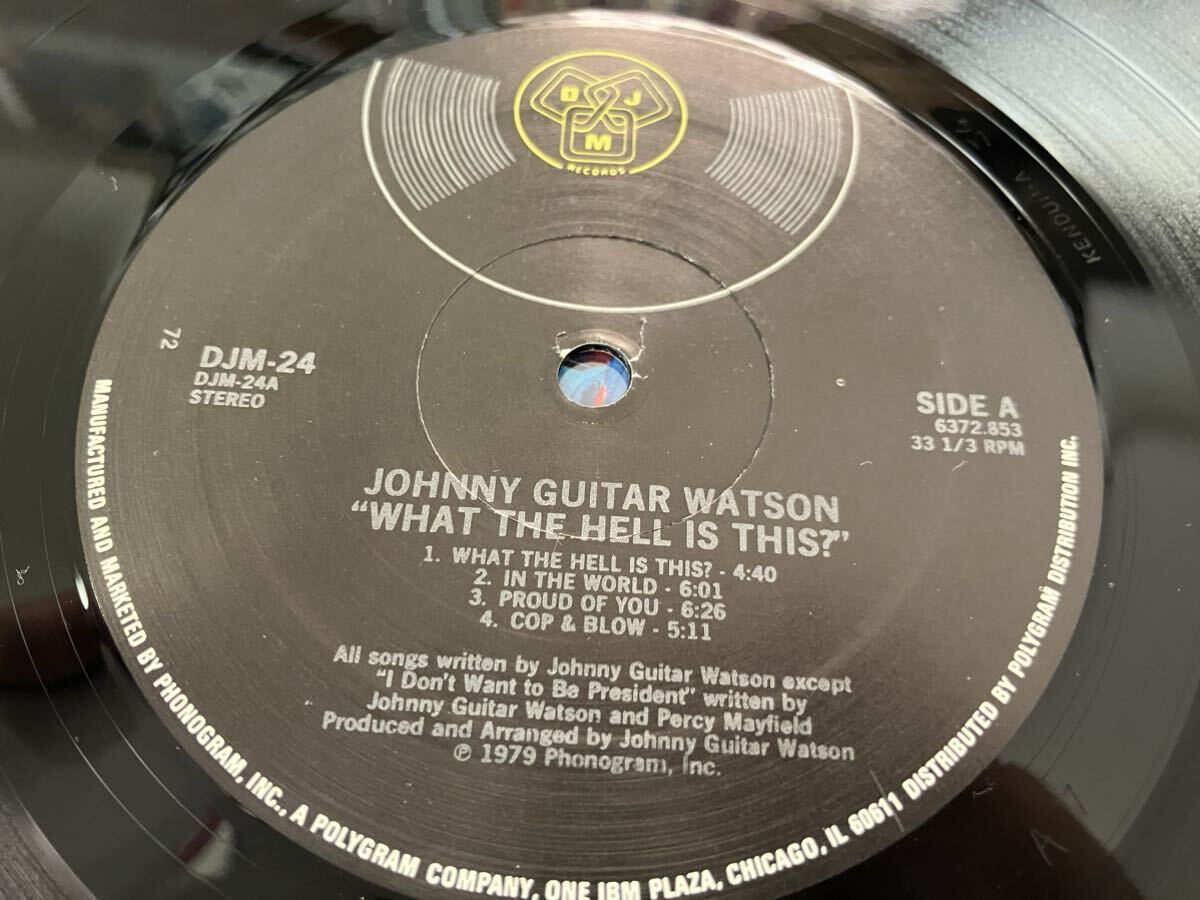 D J
M
RECORDS
72
DJM-24
DJM-24A
STEREO
SIDE A
6372.853
33 1/3 RPM
JOHNNY GUITAR WATSON
“WHAT THE HELL IS THIS?”
1. WHAT THE HELL IS THIS? - 4:40
2. IN THE WORLD - 6:01
3. PROUD OF YOU - 6:26
4. COP & BLOW - 5:11
All songs written by Johnny Guitar Watson except
“I Don't Want to Be President” written by
Johnny Guitar Watson and Percy Mayfield
Produced and Arranged by Johnny Guitar Watson
℗ 1979 Phonogram, Inc.
MANUFACTURED AND MARKETED BY PHONOGRAM, INC., A POLYGRAM COMPANY, ONE IBM PLAZA, CHICAGO, IL 60611 DISTRIBUTED BY POLYGRAM DISTRIBUTION INC.